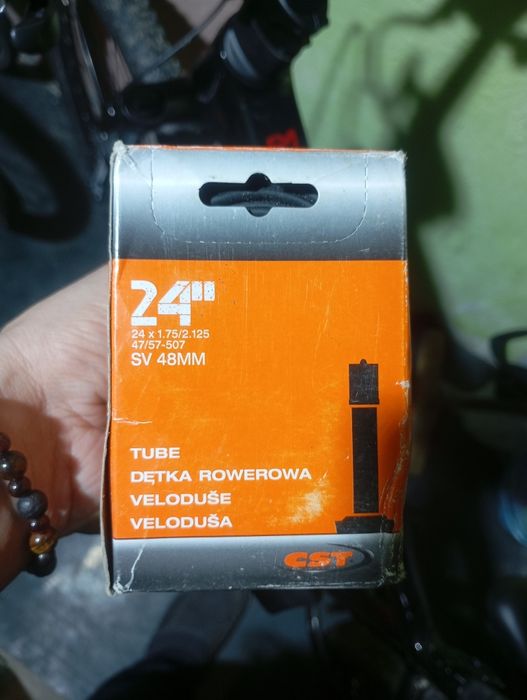 24"
24 x 1.75/2.125
47/57-507
SV 48MM
TUBE
DĘTKA ROWEROWA
VELODUŠE
VELODUŠA
CST